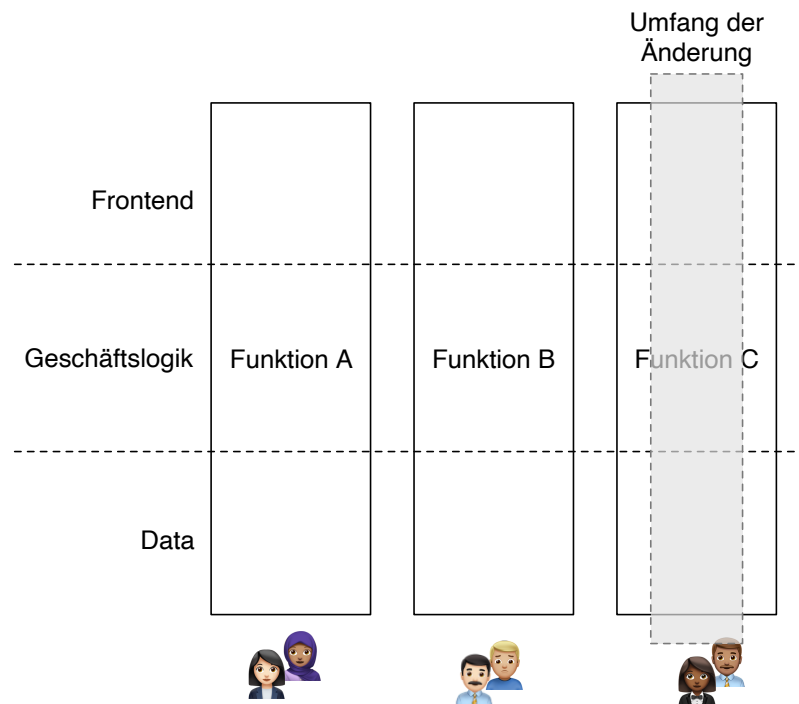 Umfang der
Änderung
Frontend
Geschäftslogik
Funktion A
Funktion B
Funktion C
Data